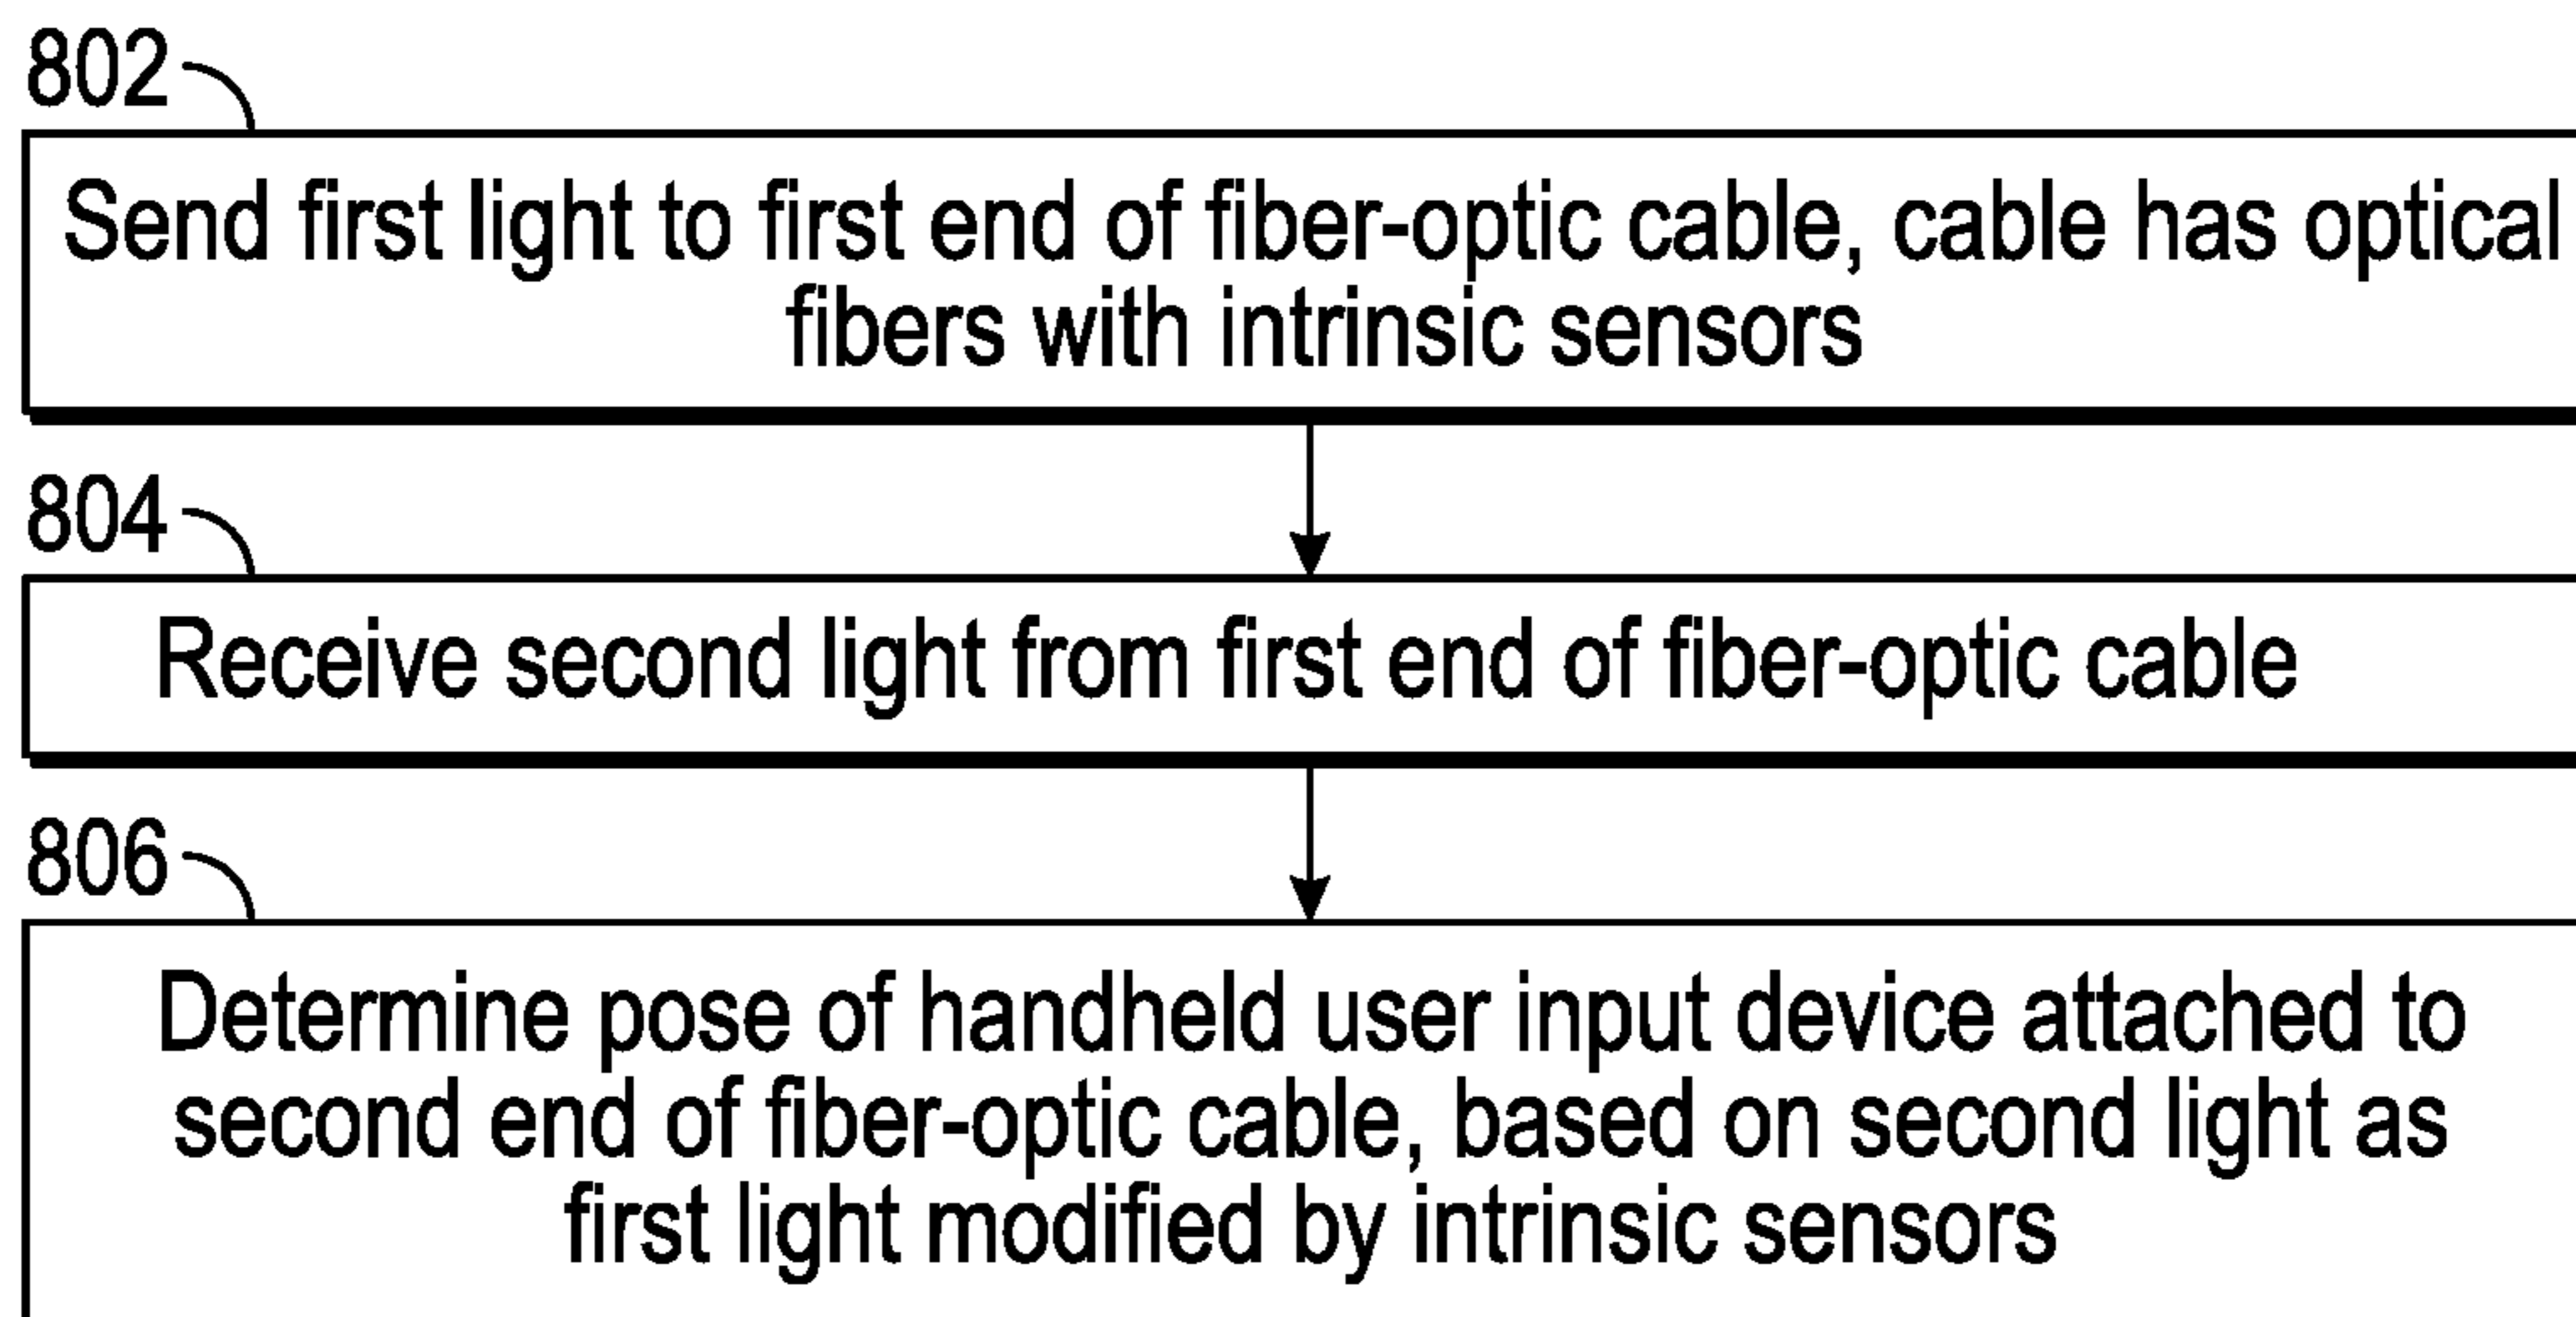 802
Send first light to first end of fiber-optic cable, cable has optical
fibers with intrinsic sensors
804
Receive second light from first end of fiber-optic cable
806
Determine pose of handheld user input device attached to
second end of fiber-optic cable, based on second light as
first light modified by intrinsic sensors